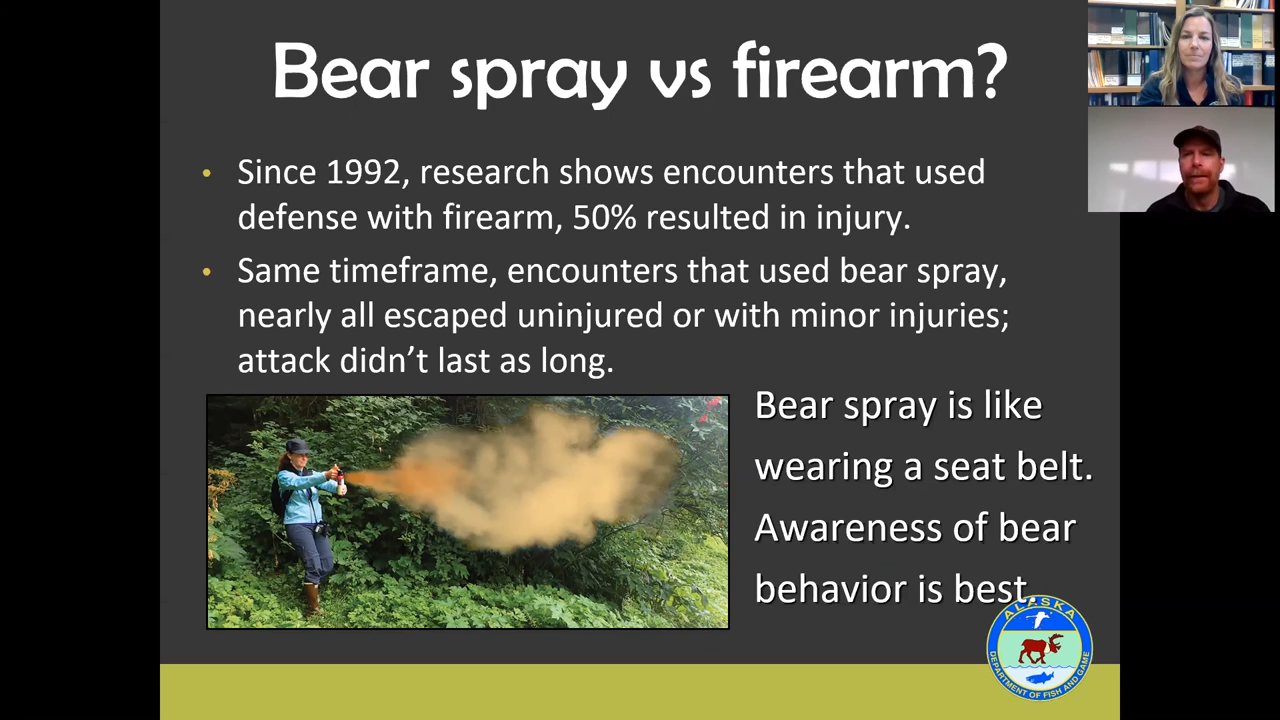 Bear spray vs firearm?
• Since 1992, research shows encounters that used
defense with firearm, 50% resulted in injury.
• Same timeframe, encounters that used bear spray,
nearly all escaped uninjured or with minor injuries;
attack didn’t last as long.
Bear spray is like
wearing a seat belt.
Awareness of bear
behavior is best.
ALASKA
DEPARTMENT OF FISH AND GAME